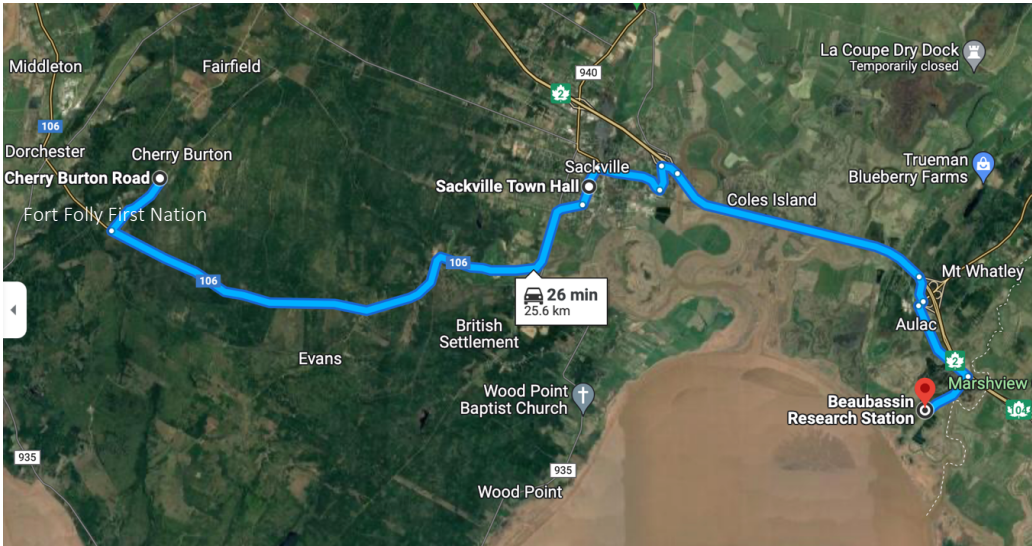 Middleton
Fairfield
940
2
La Coupe Dry Dock
Temporarily closed
106
Dorchester
Cherry Burton
Cherry Burton Road
Sackville
Sackville Town Hall
Trueman
Blueberry Farms
Fort Folly First Nation
Coles Island
106
106
Mt Whatley
26 min
25.6 km
British
Settlement
Aulac
Evans
2
Marshview
Wood Point
Baptist Church
Beaubassin
Research Station
104
935
935
Wood Point